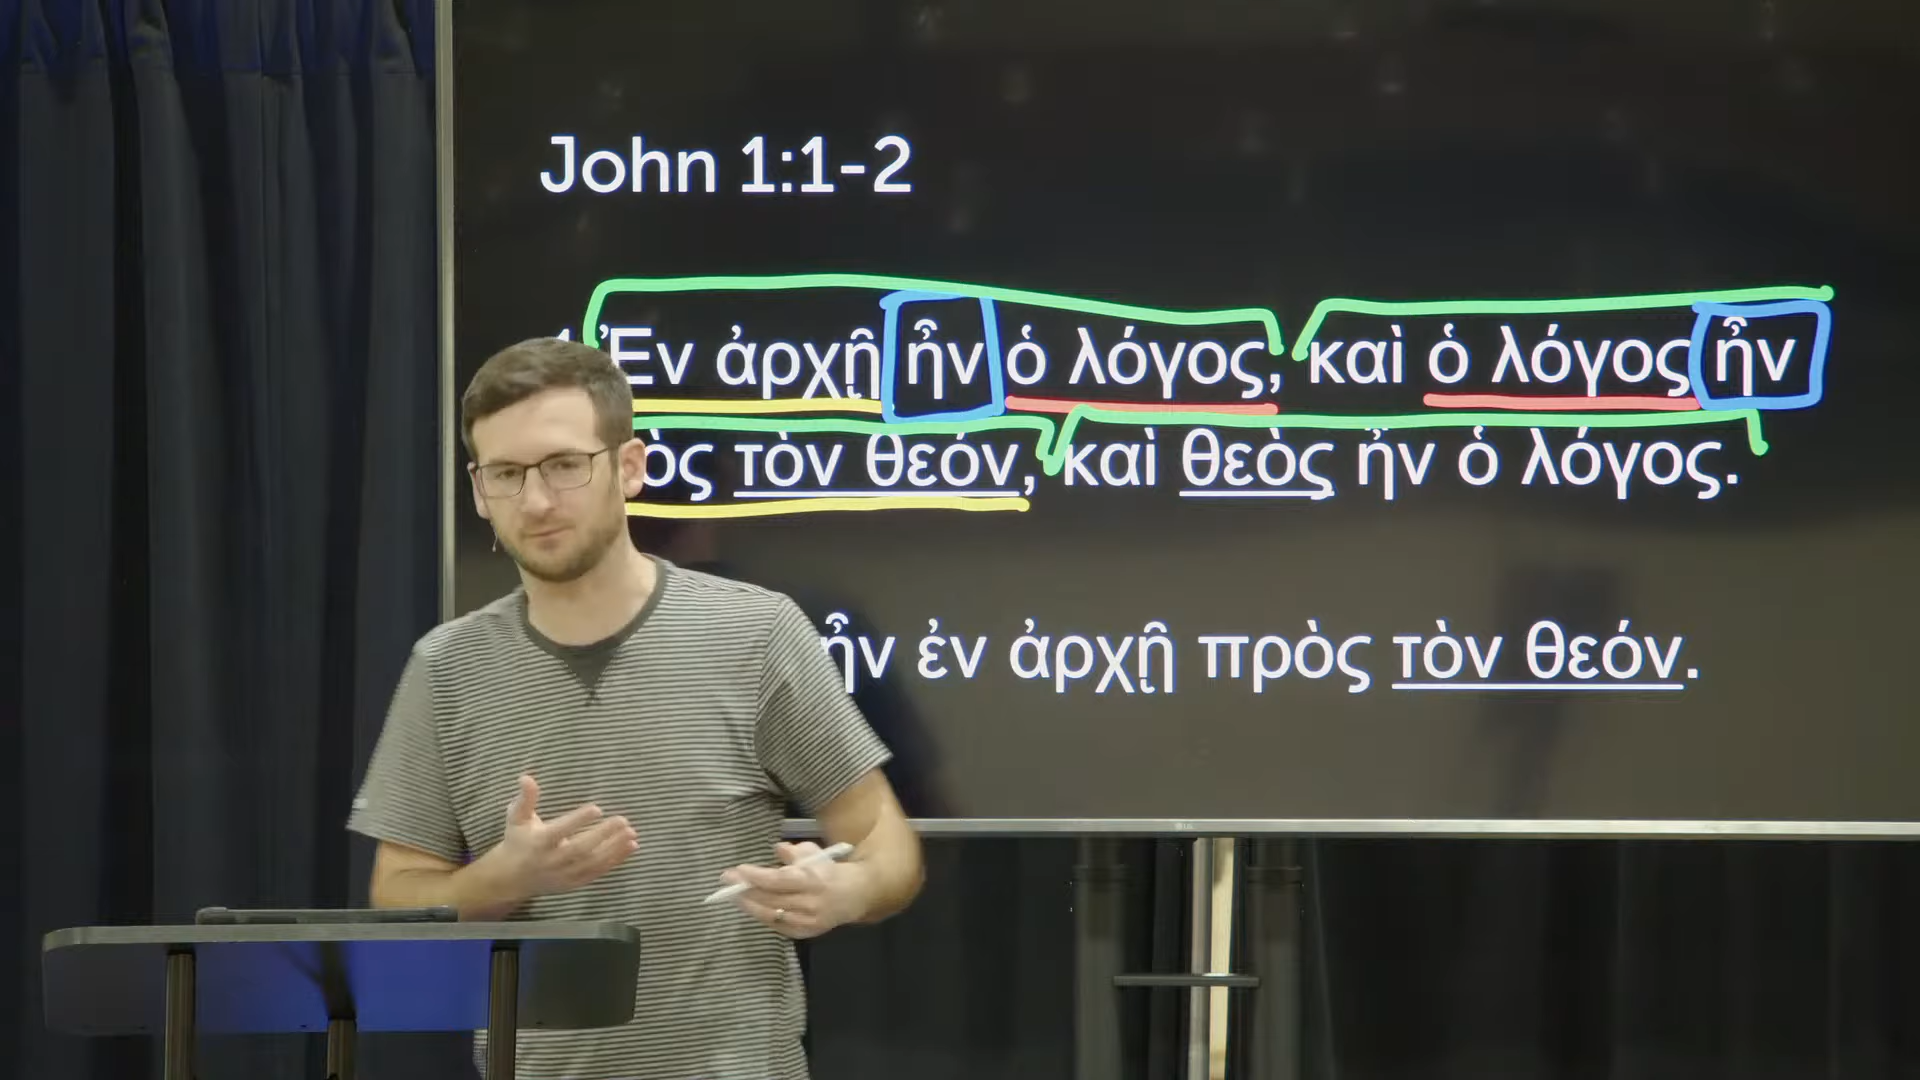 John 1:1-2
Ἐν ἀρχῇ ἦν ὁ λόγος, καὶ ὁ λόγος ἦν
τὸν θεόν, καὶ θεὸς ἦν ὁ λόγος.
ἦν ἐν ἀρχῇ πρὸς τὸν θεόν.
LG